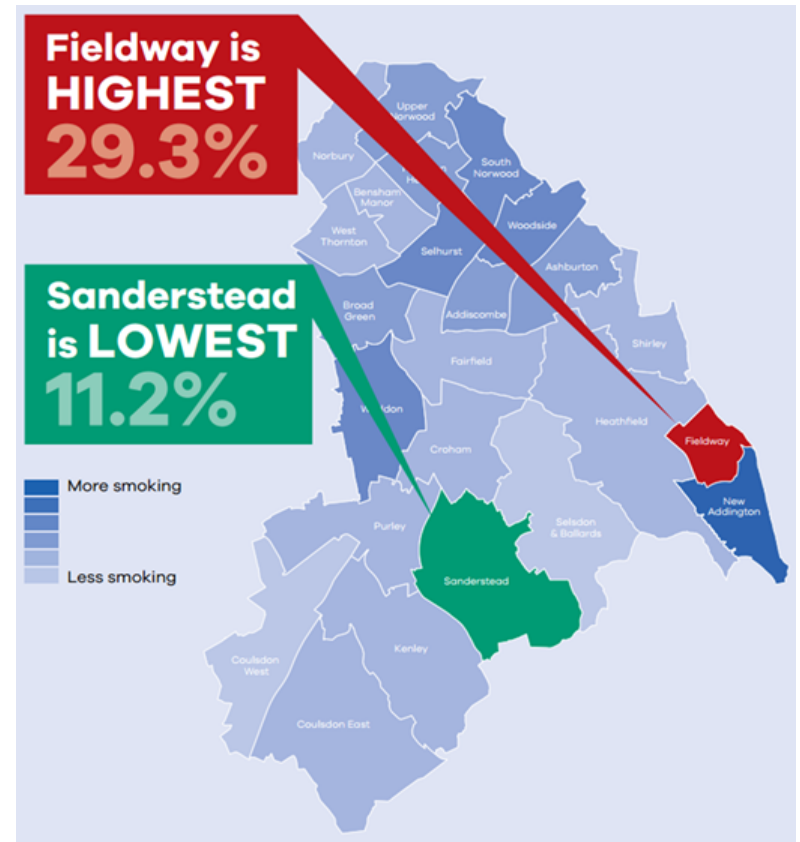 Fieldway is
HIGHEST
29.3%
Sanderstead
is LOWEST
11.2%
More smoking
Less smoking
Upper
Norwood
Norbury
South
Norwood
Bensham
Manor
West
Thornton
Woodside
Selhurst
Ashburton
Broad
Green
Addiscombe
Shirley
Fairfield
Heathfield
Fieldway
Croham
New
Addington
Purley
Selsdon
& Ballards
Sanderstead
Kenley
Coulsdon
West
Coulsdon East